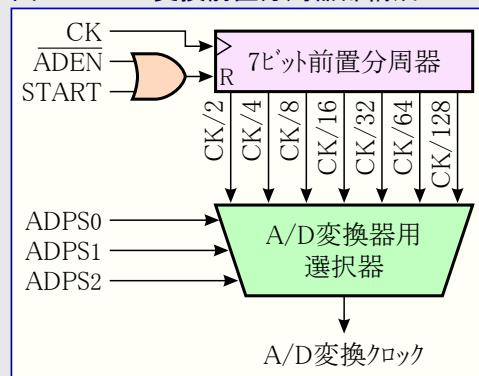 CK
ADEN
START
R
7ビット前置分周器
CK/2
CK/4
CK/8
CK/16
CK/32
CK/64
CK/128
ADPS0
ADPS1
ADPS2
A/D変換器用
選択器
A/D変換クロック